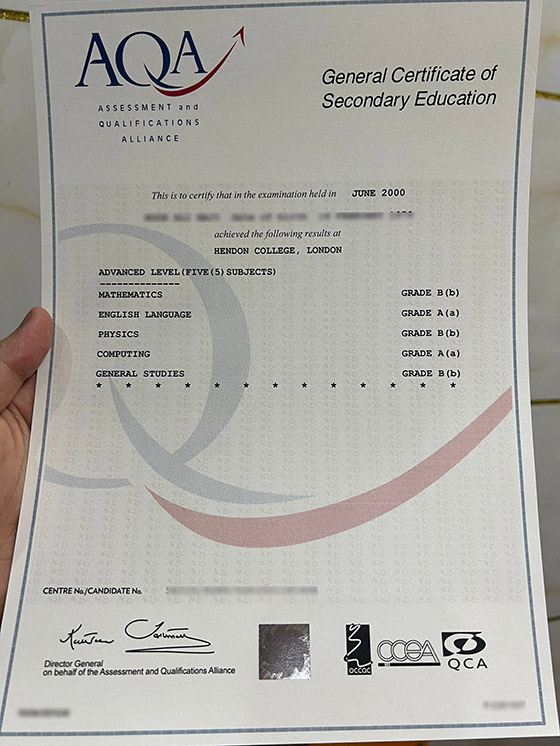 AQA
ASSESSMENT and
QUALIFICATIONS
ALLIANCE
General Certificate of
Secondary Education
This is to certify that in the examination held in JUNE 2000
achieved the following results at
HENDON COLLEGE, LONDON
ADVANCED LEVEL(FIVE(5)SUBJECTS)
--------------
MATHEMATICS GRADE B(b)
ENGLISH LANGUAGE GRADE A(a)
PHYSICS GRADE B(b)
COMPUTING GRADE A(a)
GENERAL STUDIES GRADE B(b)
* * * * * * * * * * * * *
CENTRE No./CANDIDATE No.
Director General
on behalf of the Assessment and Qualifications Alliance
ACCAC
CCEA
QCA